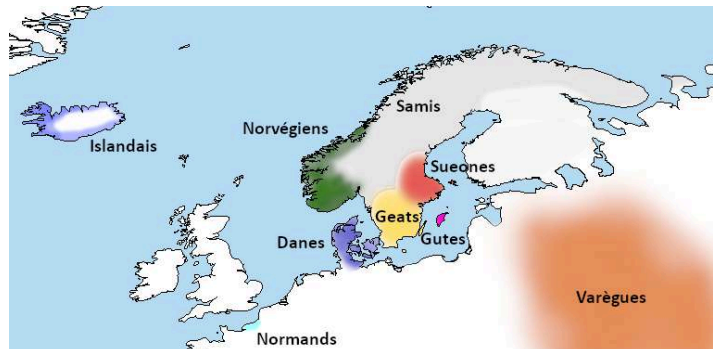 Samis
Norvégiens
Islandais
Sueones
Geats
Danes
Gutes
Varègues
Normands